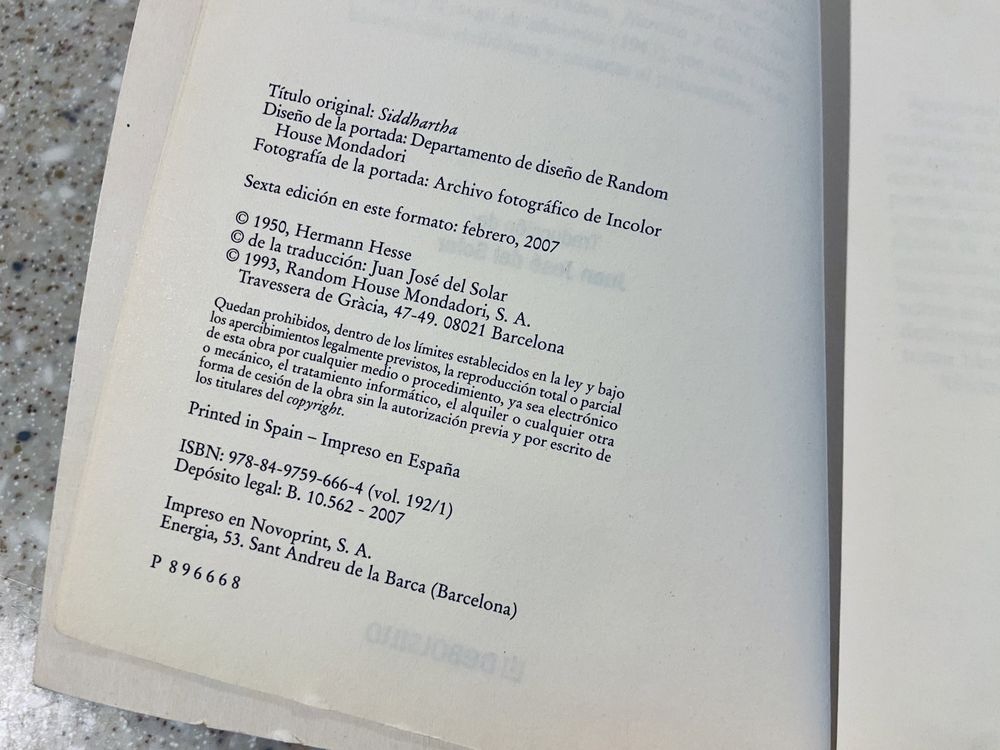 Título original: Siddhartha
Diseño de la portada: Departamento de diseño de Random
House Mondadori
Fotografía de la portada: Archivo fotográfico de Incolor
Sexta edición en este formato: febrero, 2007
© 1950, Hermann Hesse
© de la traducción: Juan José del Solar
© 1993, Random House Mondadori, S. A.
Travessera de Gràcia, 47-49. 08021 Barcelona
Quedan prohibidos, dentro de los límites establecidos en la ley y bajo
los apercibimientos legalmente previstos, la reproducción total o parcial
de esta obra por cualquier medio o procedimiento, ya sea electrónico
o mecánico, el tratamiento informático, el alquiler o cualquier otra
forma de cesión de la obra sin la autorización previa y por escrito de
los titulares del copyright.
Printed in Spain – Impreso en España
ISBN: 978-84-9759-666-4 (vol. 192/1)
Depósito legal: B. 10.562 - 2007
Impreso en Novoprint, S. A.
Energia, 53. Sant Andreu de la Barca (Barcelona)
P 896668